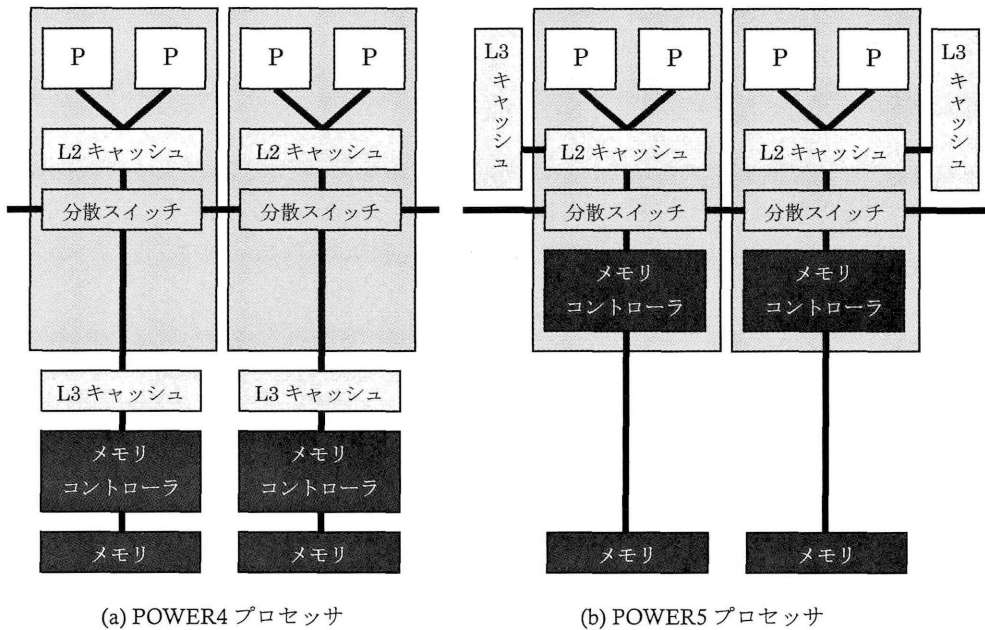 P
P
L2 キャッシュ
分散スイッチ
L3 キャッシュ
メモリ
コントローラ
メモリ
P
P
L2 キャッシュ
分散スイッチ
L3 キャッシュ
メモリ
コントローラ
メモリ
(a) POWER4 プロセッサ
L3 キャッシュ
P
P
L2 キャッシュ
分散スイッチ
メモリ
コントローラ
メモリ
P
P
L2 キャッシュ
分散スイッチ
メモリ
コントローラ
メモリ
L3 キャッシュ
(b) POWER5 プロセッサ